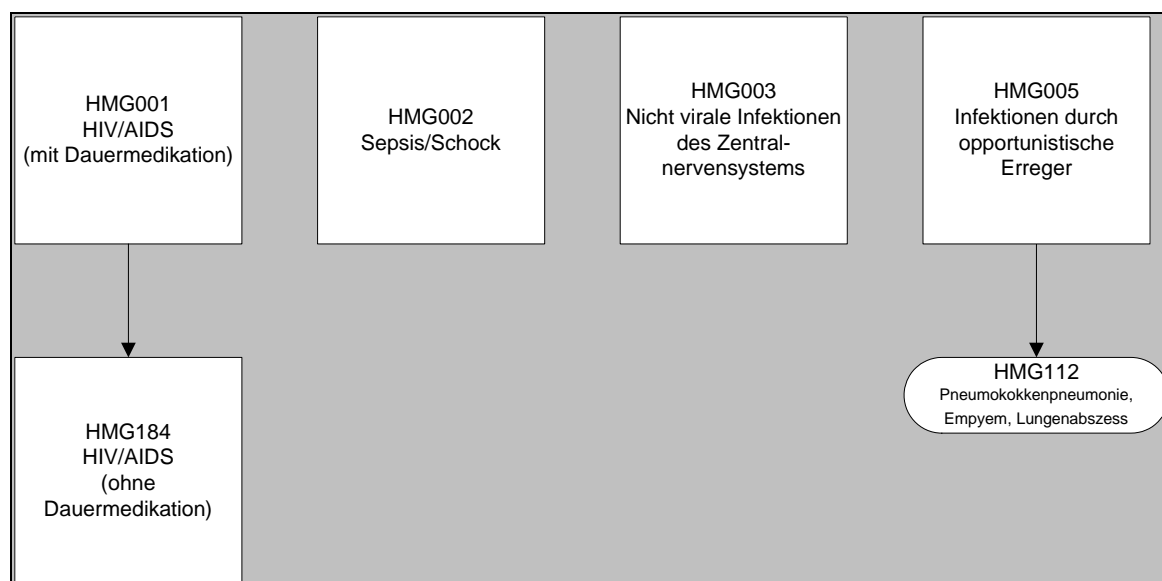 HMG001
HIV/AIDS
(mit Dauermedikation)
HMG002
Sepsis/Schock
HMG003
Nicht virale Infektionen
des Zentral-
nervensystems
HMG005
Infektionen durch
opportunistische
Erreger
HMG184
HIV/AIDS
(ohne
Dauermedikation)
HMG112
Pneumokokkenpneumonie,
Empyem, Lungenabszess